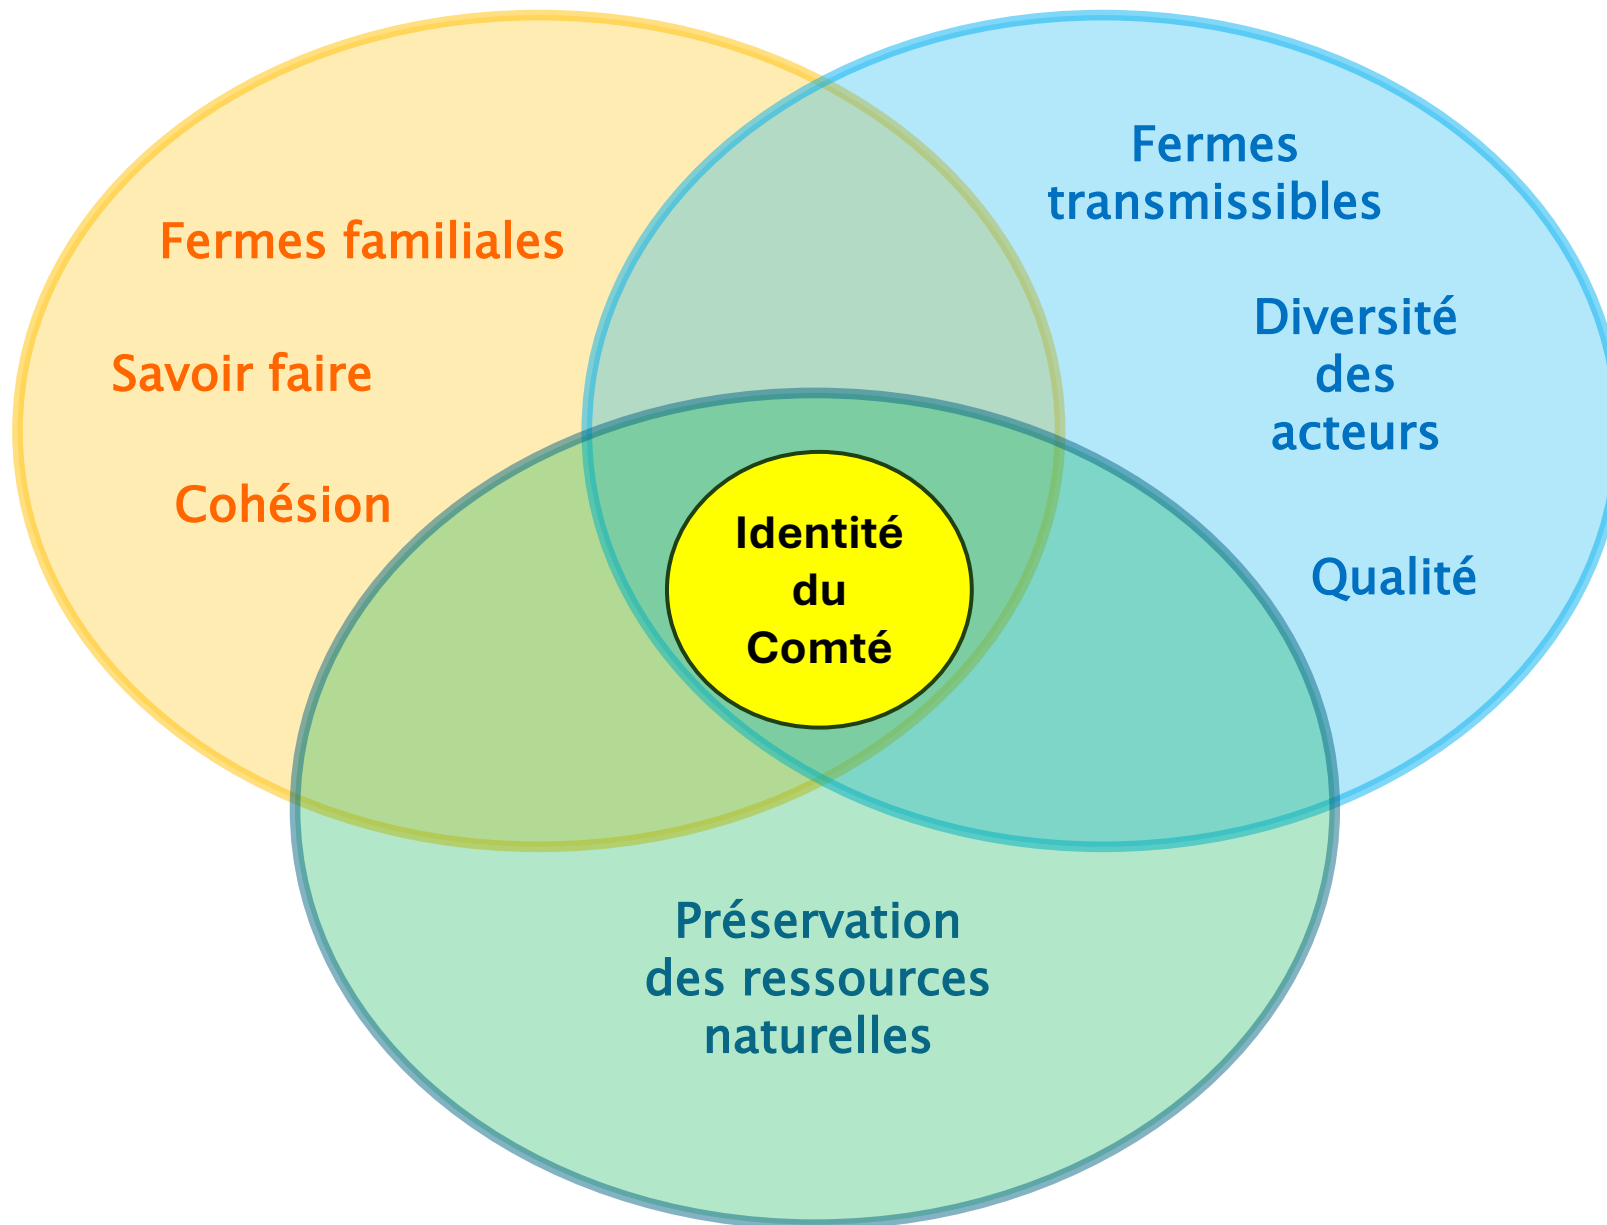 Fermes familiales
Savoir faire
Cohésion
Fermes
transmissibles
Diversité
des
acteurs
Qualité
Identité
du
Comté
Préservation
des ressources
naturelles